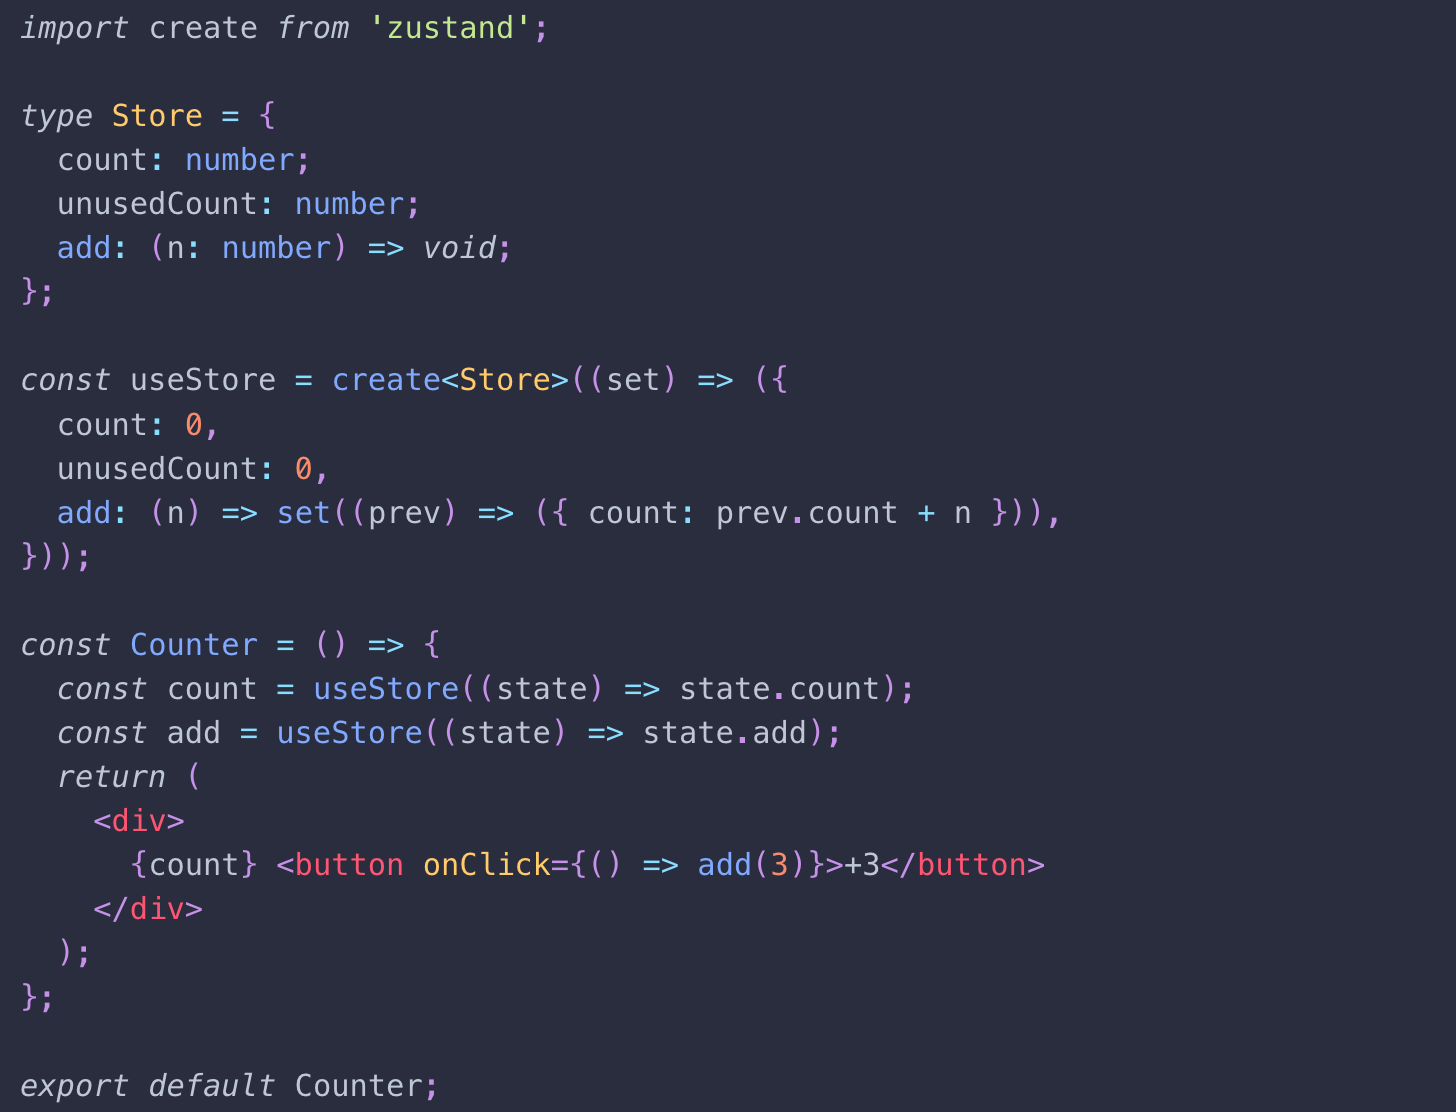 import create from 'zustand';

type Store = {
  count: number;
  unusedCount: number;
  add: (n: number) => void;
};

const useStore = create<Store>((set) => ({
  count: 0,
  unusedCount: 0,
  add: (n) => set((prev) => ({ count: prev.count + n })),
}));

const Counter = () => {
  const count = useStore((state) => state.count);
  const add = useStore((state) => state.add);
  return (
    <div>
      {count} <button onClick={() => add(3)}>+3</button>
    </div>
  );
};

export default Counter;